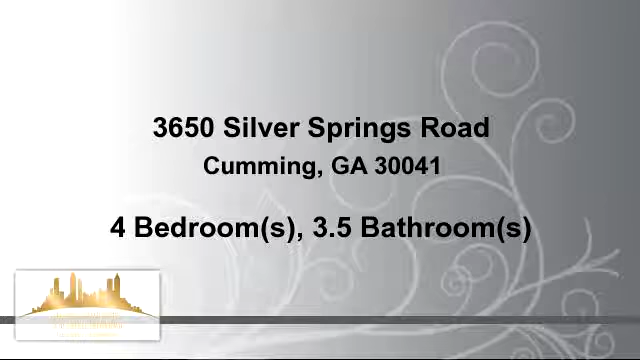 3650 Silver Springs Road
Cumming, GA 30041
4 Bedroom(s), 3.5 Bathroom(s)